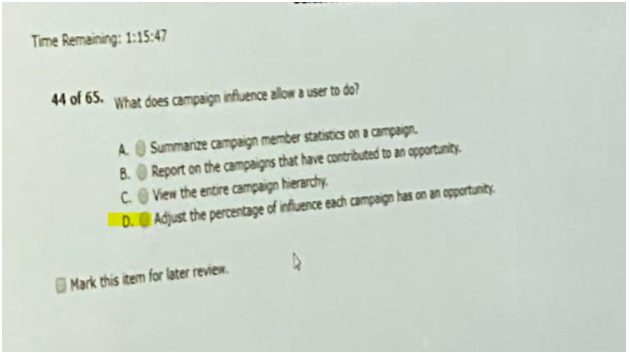 Time Remaining: 1:15:47
44 of 65. What does campaign influence allow a user to do?
A. Summarize campaign member statistics on a campaign.
B. Report on the campaigns that have contributed to an opportunity.
C. View the entire campaign hierarchy.
D. Adjust the percentage of influence each campaign has on an opportunity.
Mark this item for later review.